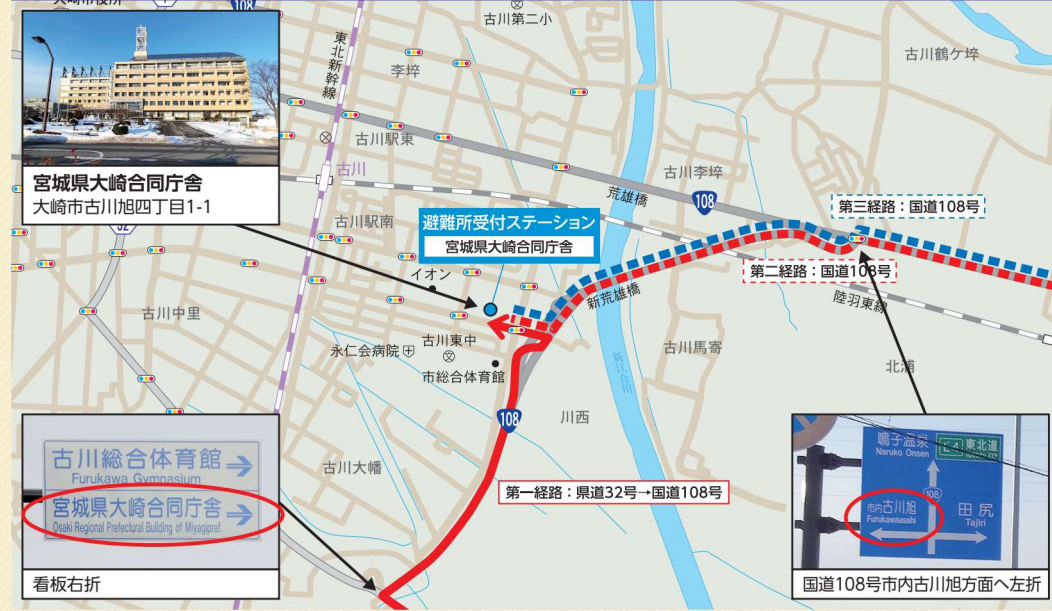 108
古川第二小
東北新幹線
李埣
古川鶴ケ埣
宮城県大崎合同庁舎
大崎市古川旭四丁目1-1
古川駅東
古川
古川李埣
荒雄橋
108
第三経路：国道108号
古川駅南
避難所受付ステーション
宮城県大崎合同庁舎
第二経路：国道108号
イオン
新荒雄橋
陸羽東線
古川中里
永仁会病院
古川東中
市総合体育館
古川馬寄
新江合川
北浦
108
川西
古川大幡
第一経路：県道32号→国道108号
古川総合体育館
Furukawa Gymnasium
宮城県大崎合同庁舎
Osaki Regional Prefectural Building of Miyagipref.
看板右折
鳴子温泉
Naruko Onsen
E4 東北道
108
市内古川旭
Furukawaasahi
田尻
Tajiri
国道108号市内古川旭方面へ左折